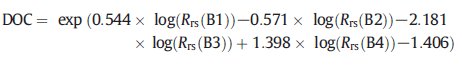 DOC = exp (0.544 × log(Rrs(B1))−0.571 × log(Rrs(B2))−2.181
× log(Rrs(B3)) + 1.398 × log(Rrs(B4))−1.406)